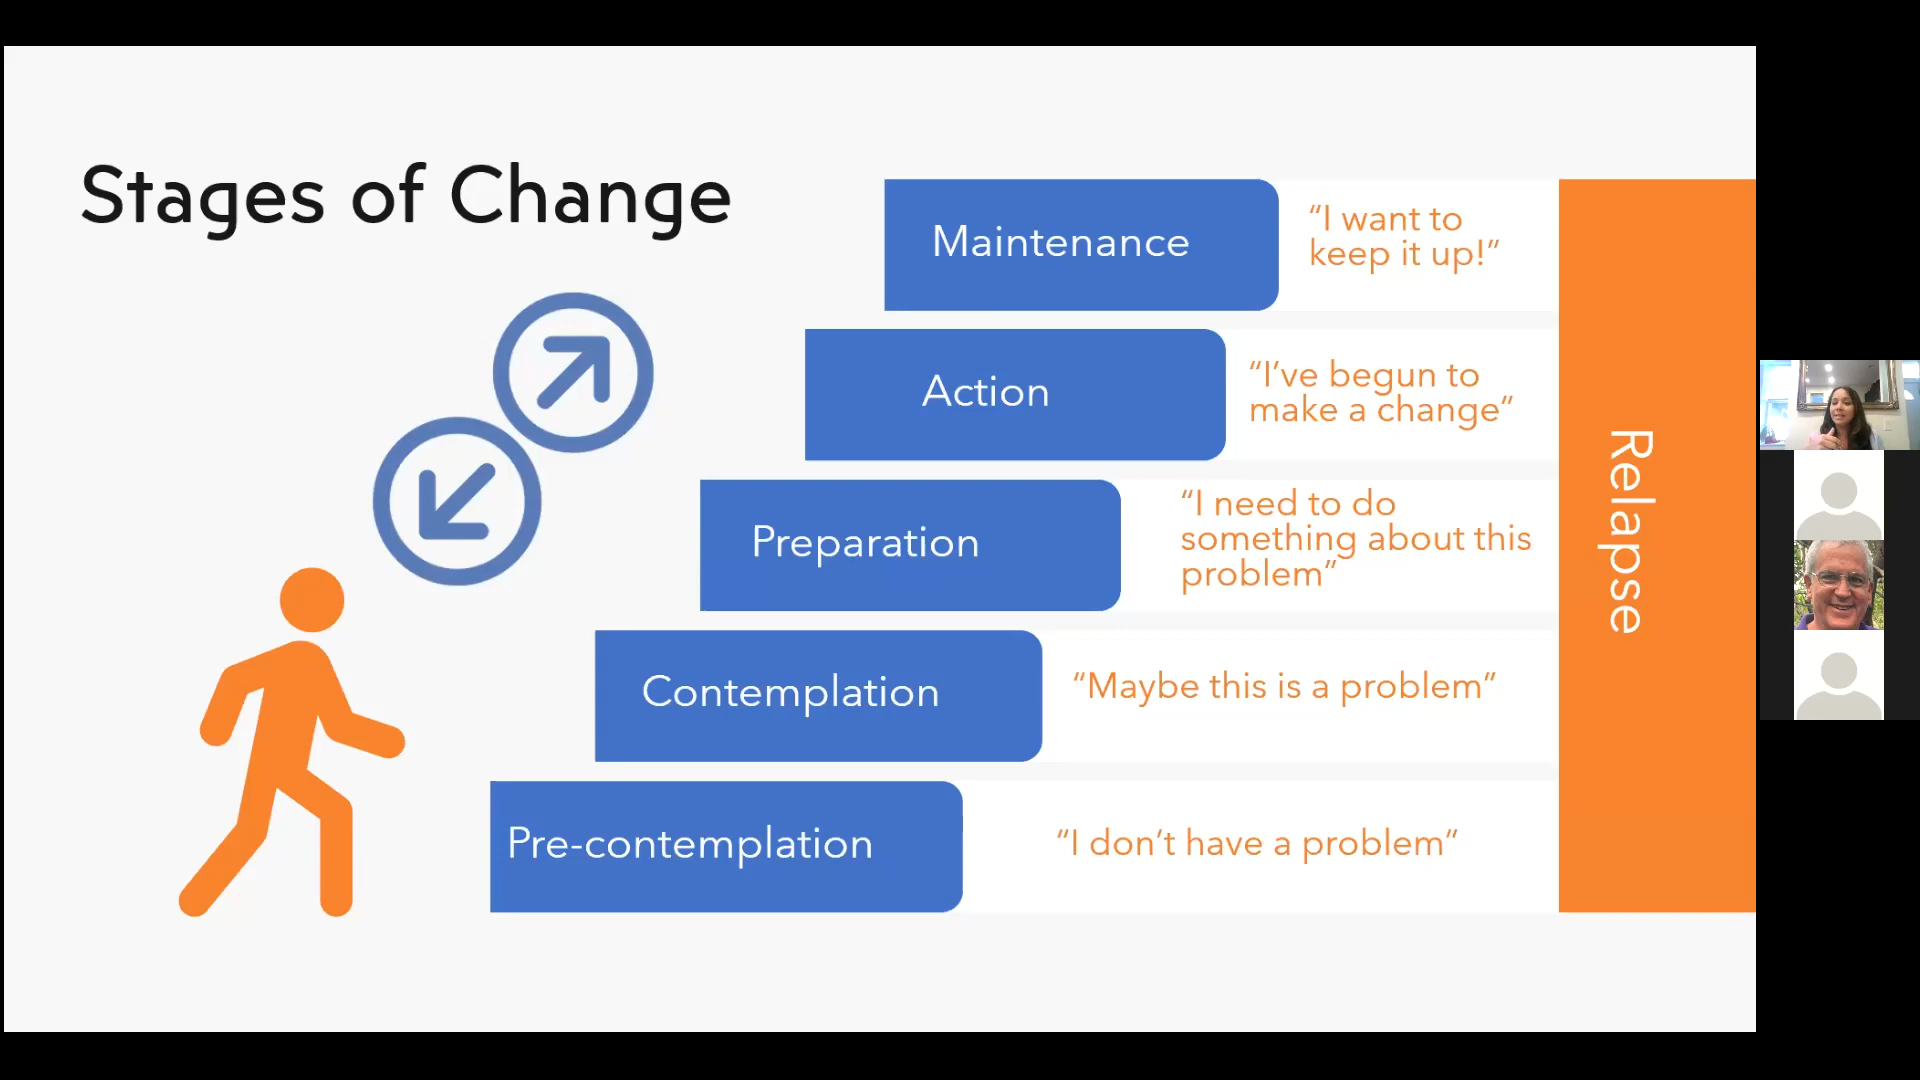 Stages of Change
Maintenance
“I want to
keep it up!”
Action
“I’ve begun to
make a change”
Preparation
“I need to do
something about this
problem”
Contemplation
“Maybe this is a problem”
Pre-contemplation
“I don’t have a problem”
Relapse